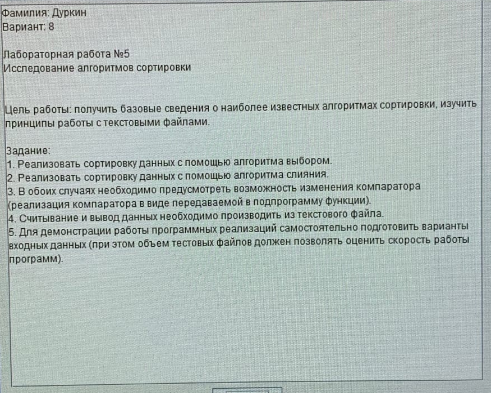 Фамилия: Дуркин
Вариант: 8
Лабораторная работа №5
Исследование алгоритмов сортировки
Цель работы: получить базовые сведения о наиболее известных алгоритмах сортировки, изучить
принципы работы с текстовыми файлами.
Задание:
1. Реализовать сортировку данных с помощью алгоритма выбором.
2. Реализовать сортировку данных с помощью алгоритма слияния.
3. В обоих случаях необходимо предусмотреть возможность изменения компаратора
(реализация компаратора в виде передаваемой в подпрограмму функции).
4. Считывание и вывод данных необходимо производить из текстового файла.
5. Для демонстрации работы программных реализаций самостоятельно подготовить варианты
входных данных (при этом объем тестовых файлов должен позволять оценить скорость работы
программ).